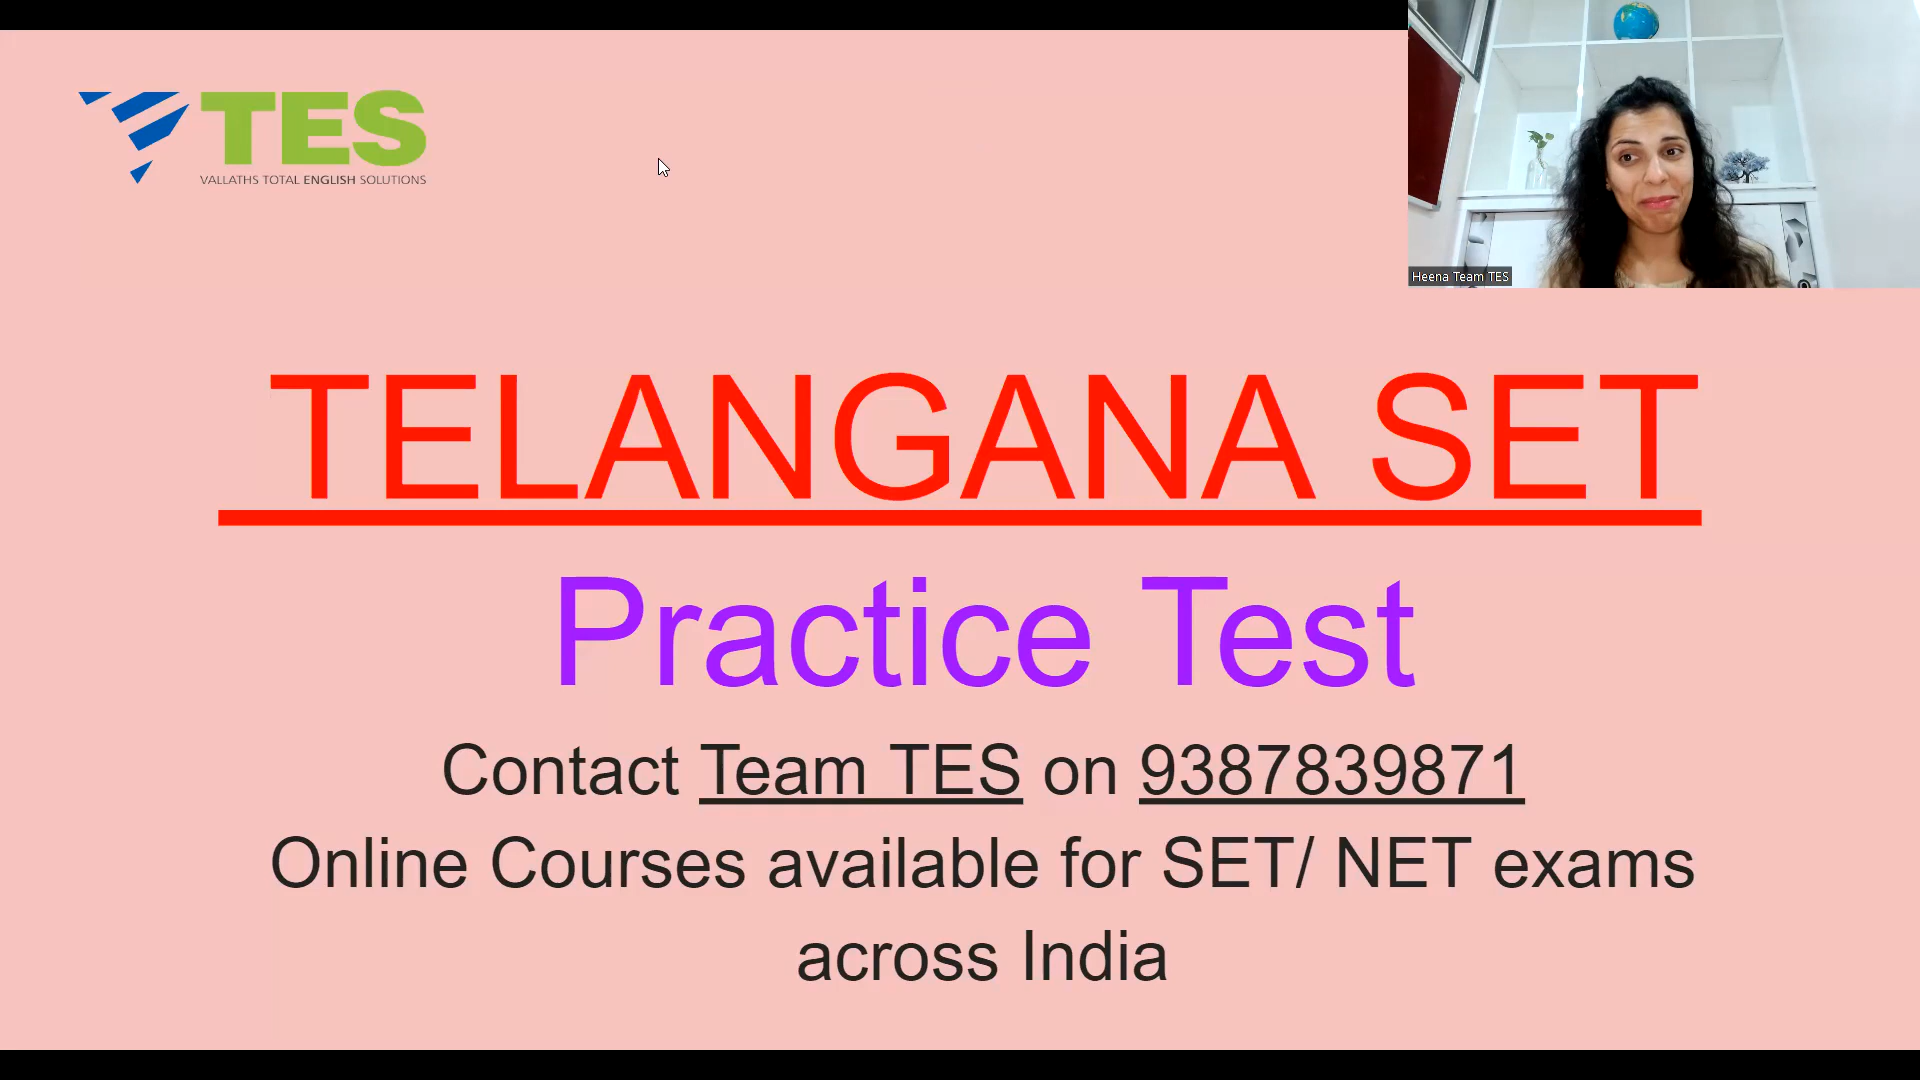 TES
VALLATHS TOTAL ENGLISH SOLUTIONS
Heena Team TES
TELANGANA SET
Practice Test
Contact Team TES on 9387839871
Online Courses available for SET/ NET exams
across India